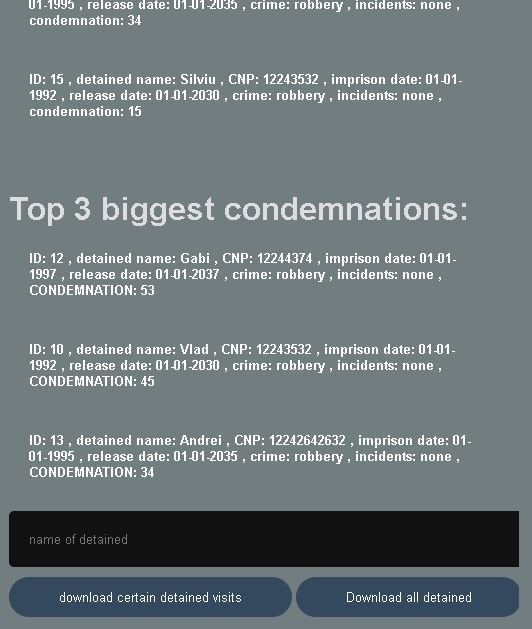 01-1995 , release date: 01-01-2035 , crime: robbery , incidents: none ,
condemnation: 34
ID: 15 , detained name: Silviu , CNP: 12243532 , imprison date: 01-01-
1992 , release date: 01-01-2030 , crime: robbery , incidents: none ,
condemnation: 15
Top 3 biggest condemnations:
ID: 12 , detained name: Gabi , CNP: 12244374 , imprison date: 01-01-
1997 , release date: 01-01-2037 , crime: robbery , incidents: none ,
CONDEMNATION: 53
ID: 10 , detained name: Vlad , CNP: 12243532 , imprison date: 01-01-
1992 , release date: 01-01-2030 , crime: robbery , incidents: none ,
CONDEMNATION: 45
ID: 13 , detained name: Andrei , CNP: 12242642632 , imprison date: 01-
01-1995 , release date: 01-01-2035 , crime: robbery , incidents: none ,
CONDEMNATION: 34
name of detained
download certain detained visits
Download all detained